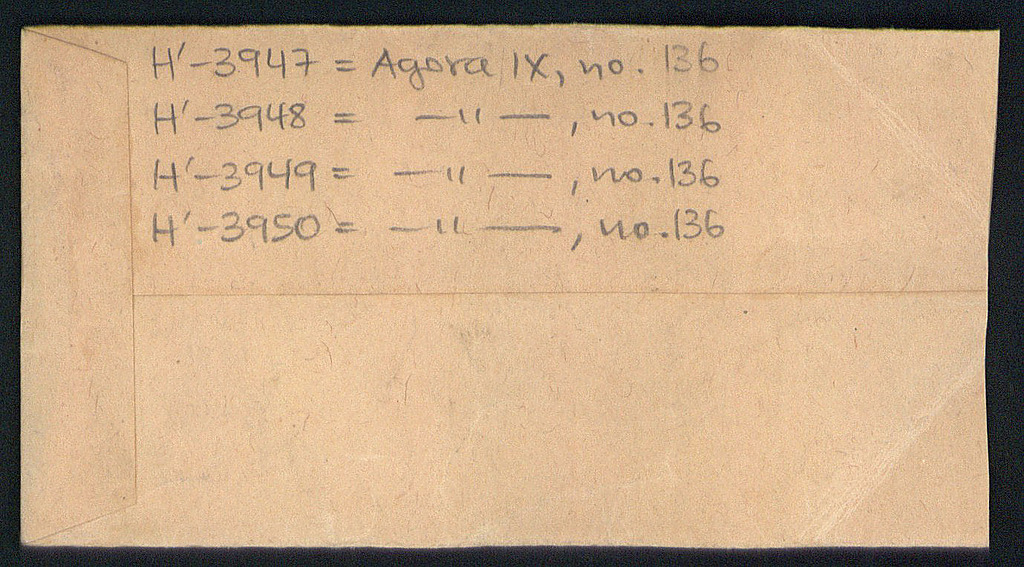 H'-3947 = Agora IX, no. 136
H'-3948 = —"—, no. 136
H'-3949 = —"—, no. 136
H'-3950 = —"—, no. 136